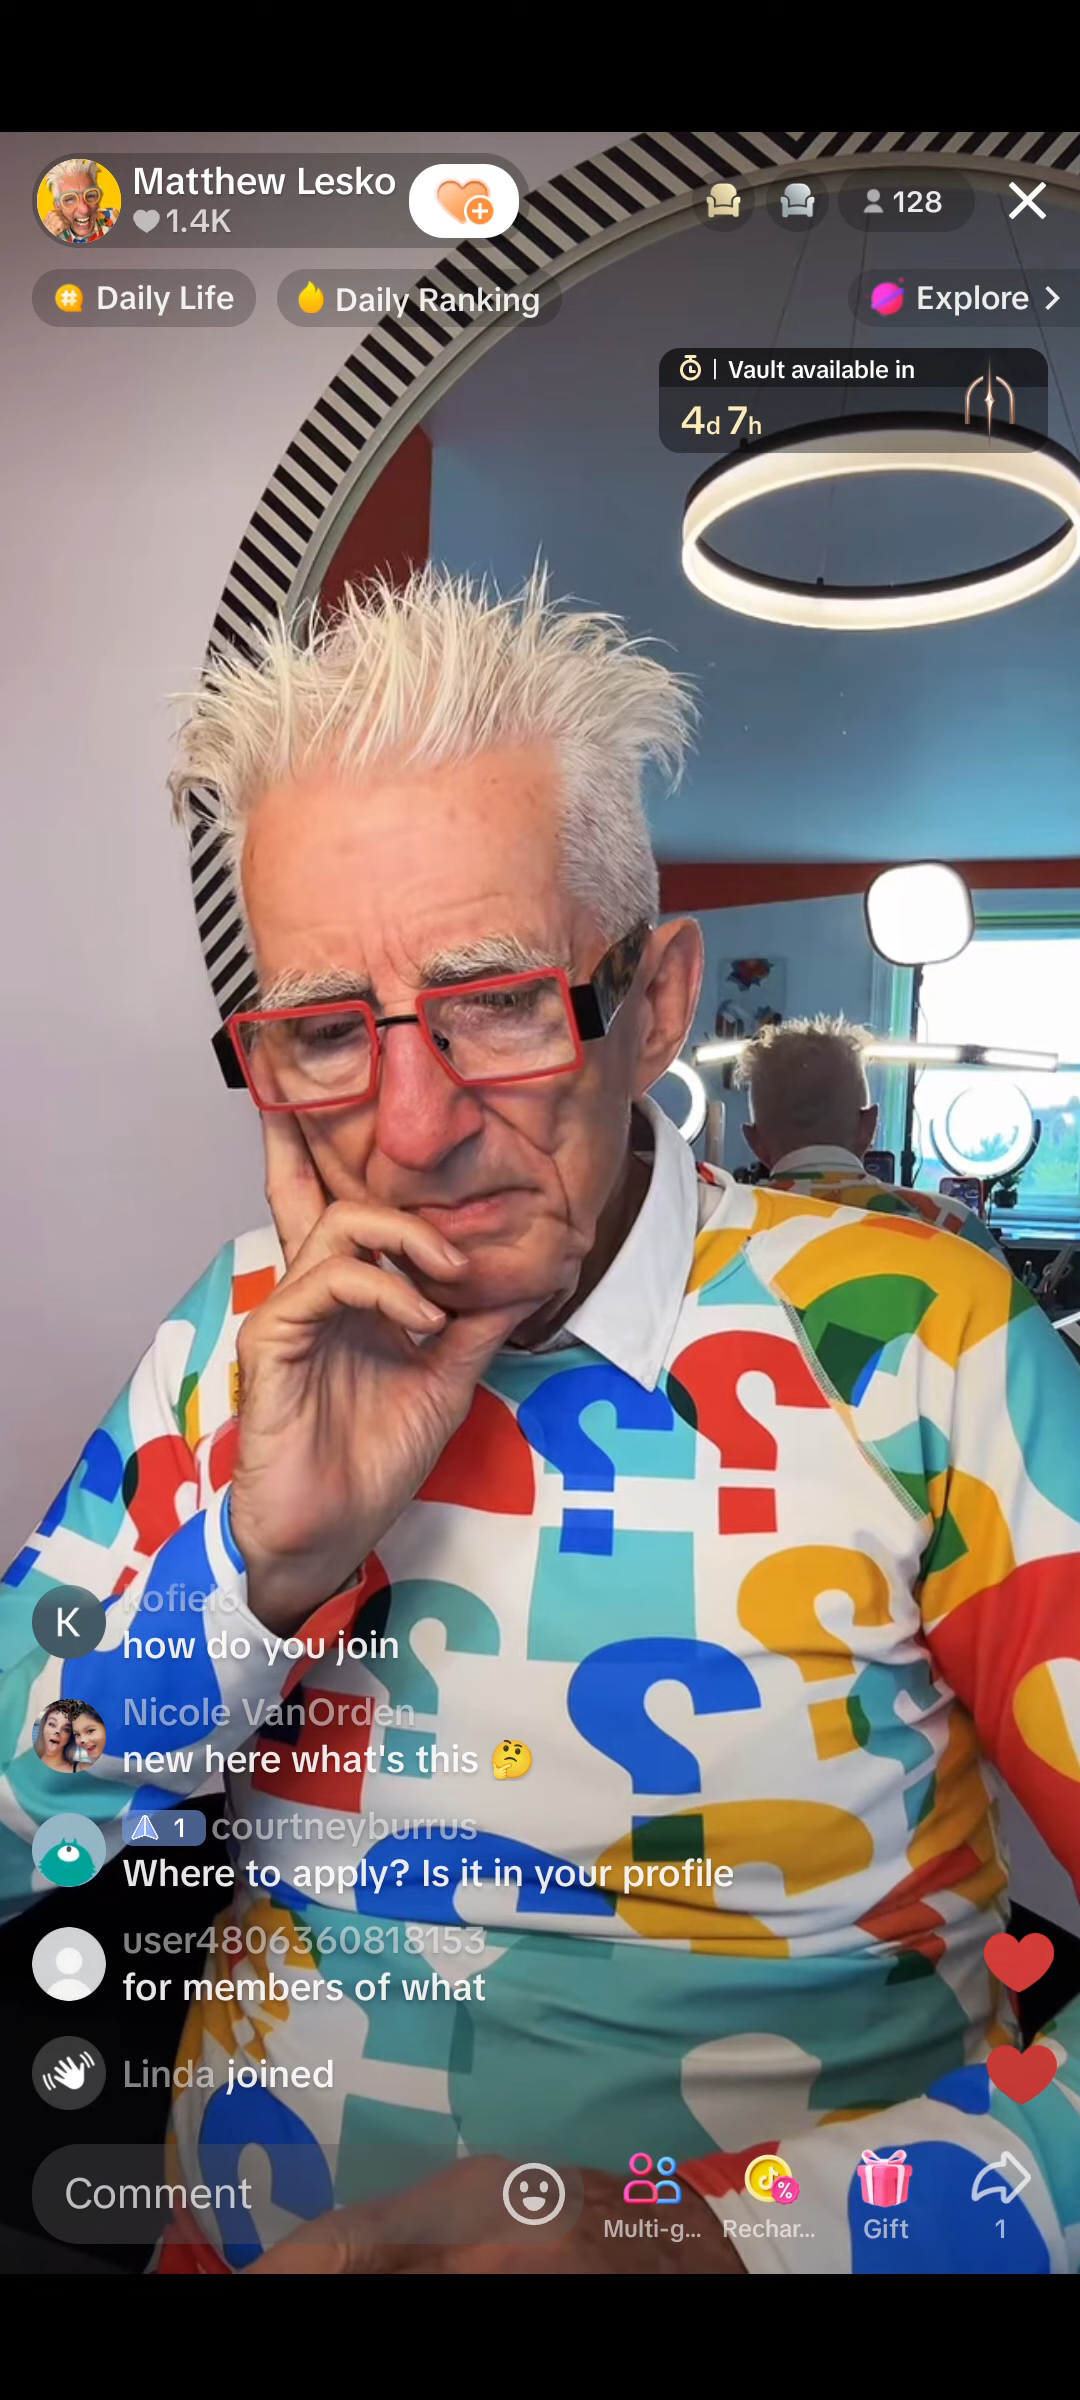 Matthew Lesko
1.4K
128
Daily Life
Daily Ranking
Explore
Vault available in
4d 7h
kofiel6
K
how do you join
Nicole VanOrden
new here what's this 🤔
1 courtneyburrus
Where to apply? Is it in your profile
user4806360818153
for members of what
Linda joined
Comment
Multi-g...
Rechar...
Gift
1